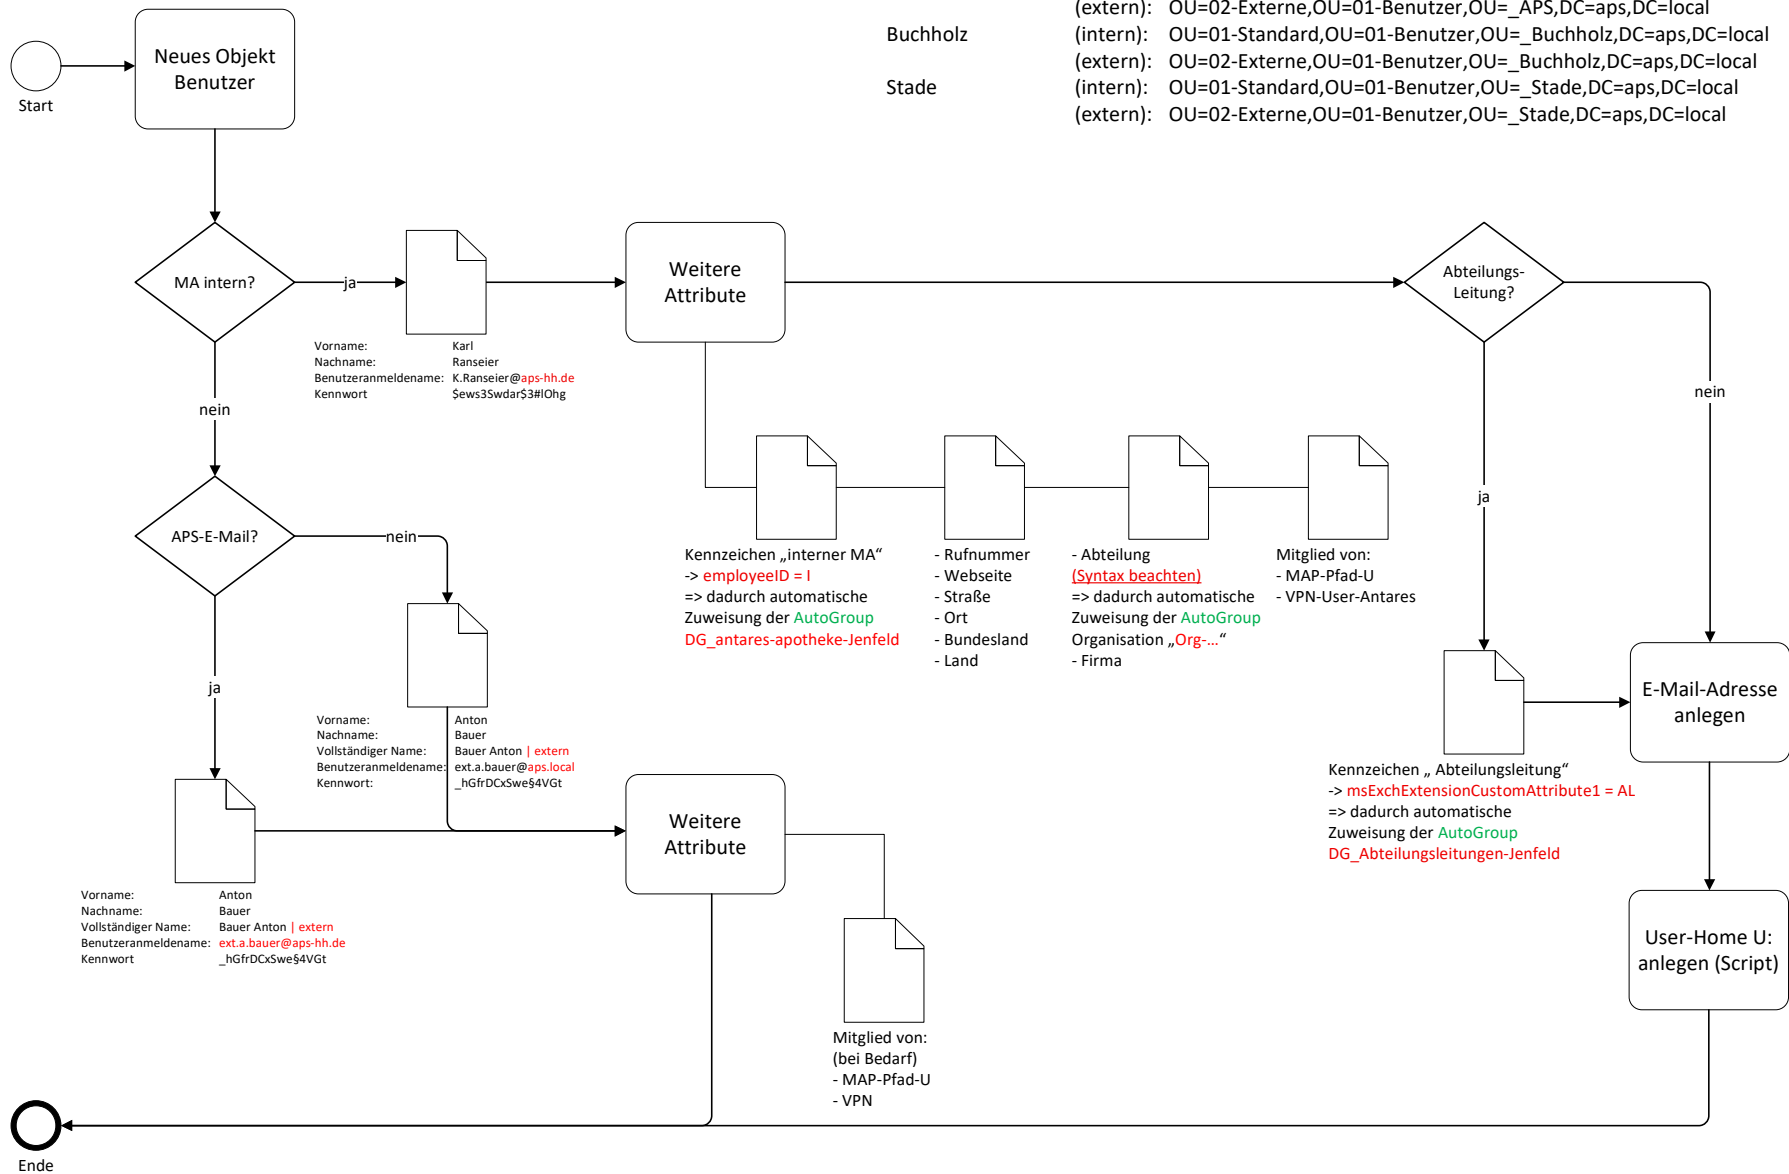 (extern): OU=02-Externe,OU=01-Benutzer,OU=_APS,DC=aps,DC=local
Buchholz (intern): OU=01-Standard,OU=01-Benutzer,OU=_Buchholz,DC=aps,DC=local
(extern): OU=02-Externe,OU=01-Benutzer,OU=_Buchholz,DC=aps,DC=local
Stade (intern): OU=01-Standard,OU=01-Benutzer,OU=_Stade,DC=aps,DC=local
(extern): OU=02-Externe,OU=01-Benutzer,OU=_Stade,DC=aps,DC=local
Start
Neues Objekt
Benutzer
MA intern?
ja
Vorname: Karl
Nachname: Ranseier
Benutzeranmeldename: K.Ranseier@aps-hh.de
Kennwort $ews3Swdar$3#IOhg
Weitere
Attribute
Abteilungs-
Leitung?
nein
ja
nein
Kennzeichen „interner MA“
-> employeeID = I
=> dadurch automatische
Zuweisung der AutoGroup
DG_antares-apotheke-Jenfeld
- Rufnummer
- Webseite
- Straße
- Ort
- Bundesland
- Land
- Abteilung
(Syntax beachten)
=> dadurch automatische
Zuweisung der AutoGroup
Organisation „Org-...“
- Firma
Mitglied von:
- MAP-Pfad-U
- VPN-User-Antares
APS-E-Mail?
nein
ja
Vorname: Anton
Nachname: Bauer
Vollständiger Name: Bauer Anton | extern
Benutzeranmeldename: ext.a.bauer@aps.local
Kennwort: _hGfrDCxSwe§4VGt
Vorname: Anton
Nachname: Bauer
Vollständiger Name: Bauer Anton | extern
Benutzeranmeldename: ext.a.bauer@aps-hh.de
Kennwort _hGfrDCxSwe§4VGt
Weitere
Attribute
Mitglied von:
(bei Bedarf)
- MAP-Pfad-U
- VPN
Kennzeichen „ Abteilungsleitung“
-> msExchExtensionCustomAttribute1 = AL
=> dadurch automatische
Zuweisung der AutoGroup
DG_Abteilungsleitungen-Jenfeld
E-Mail-Adresse
anlegen
User-Home U:
anlegen (Script)
Ende